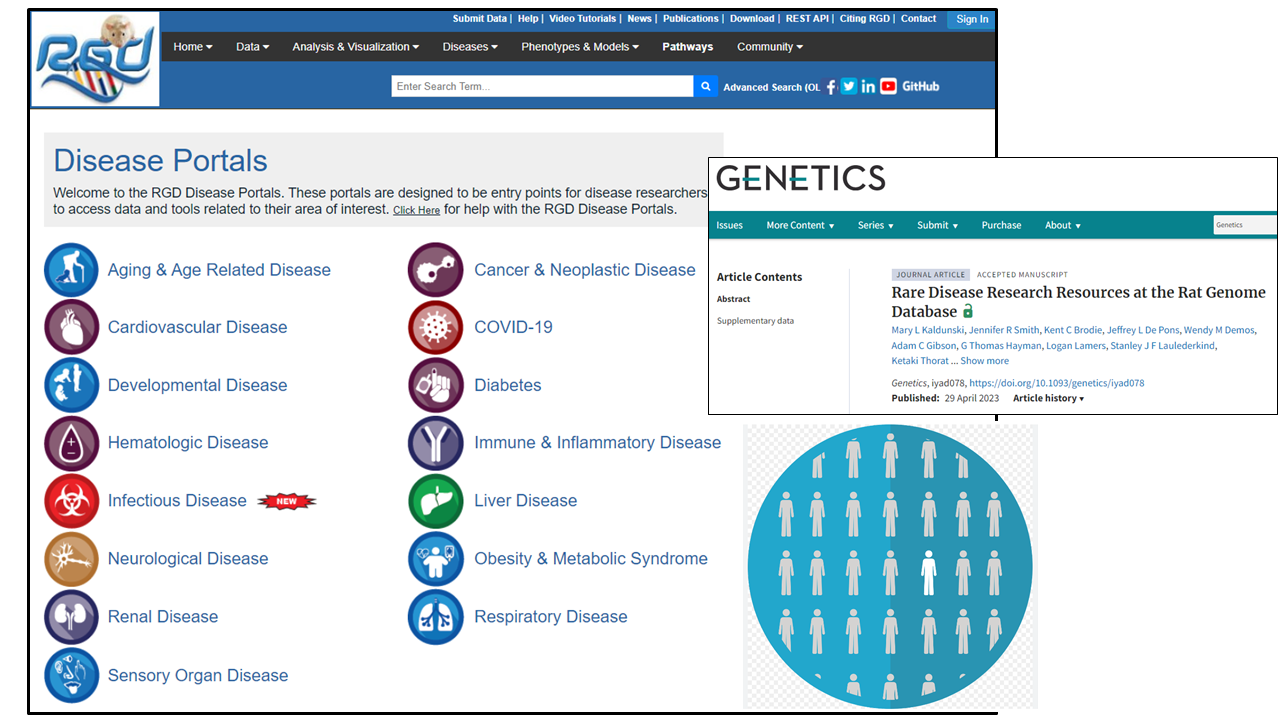 Submit Data | Help | Video Tutorials | News | Publications | Download | REST API | Citing RGD | Contact Sign In
RGD
Home Data Analysis & Visualization Diseases Phenotypes & Models Pathways Community
Enter Search Term... Advanced Search (OL f in GitHub
Disease Portals
Welcome to the RGD Disease Portals. These portals are designed to be entry points for disease researchers
to access data and tools related to their area of interest. Click Here for help with the RGD Disease Portals.
Aging & Age Related Disease
Cancer & Neoplastic Disease
Cardiovascular Disease
COVID-19
Developmental Disease
Diabetes
Hematologic Disease
Immune & Inflammatory Disease
Infectious Disease NEW
Liver Disease
Neurological Disease
Obesity & Metabolic Syndrome
Renal Disease
Respiratory Disease
Sensory Organ Disease
GENETICS
Issues More Content Series Submit Purchase About Genetics
Article Contents
Abstract
Supplementary data
JOURNAL ARTICLE ACCEPTED MANUSCRIPT
Rare Disease Research Resources at the Rat Genome
Database
Mary L Kaldunski, Jennifer R Smith, Kent C Brodie, Jeffrey L De Pons, Wendy M Demos,
Adam C Gibson, G Thomas Hayman, Logan Lamers, Stanley J F Laulederkind,
Ketaki Thorat ... Show more
Genetics, iyad078, https://doi.org/10.1093/genetics/iyad078
Published: 29 April 2023 Article history